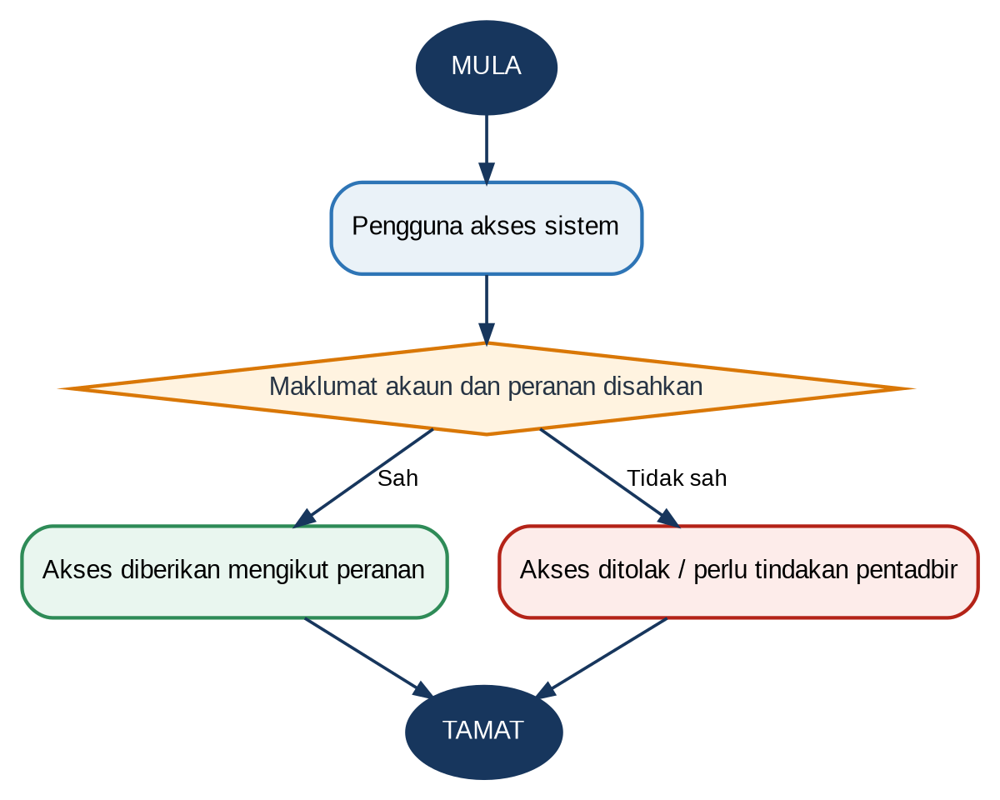 MULA
Pengguna akses sistem
Maklumat akaun dan peranan disahkan
Sah
Tidak sah
Akses diberikan mengikut peranan
Akses ditolak / perlu tindakan pentadbir
TAMAT